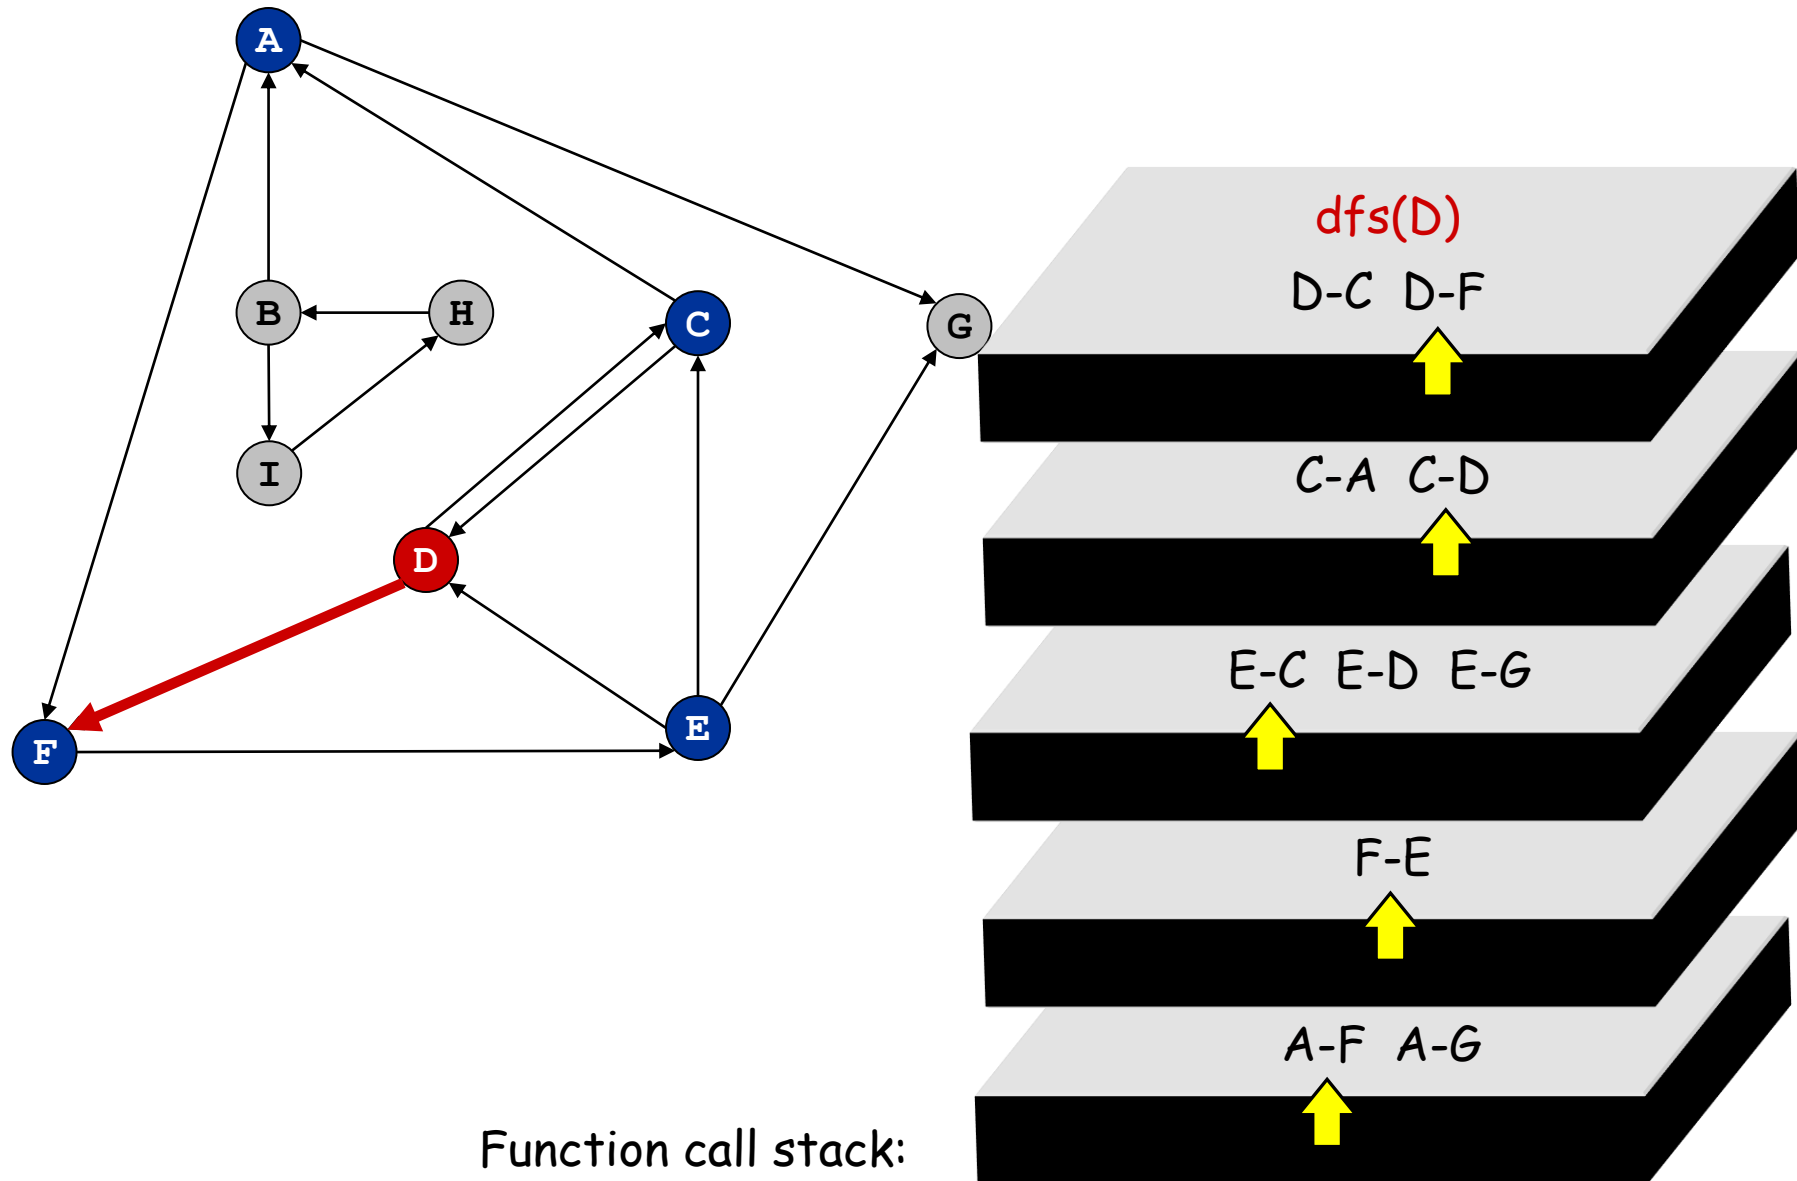 A
B
H
C
G
I
D
E
F
dfs(D)
D-C D-F
C-A C-D
E-C E-D E-G
F-E
A-F A-G
Function call stack: